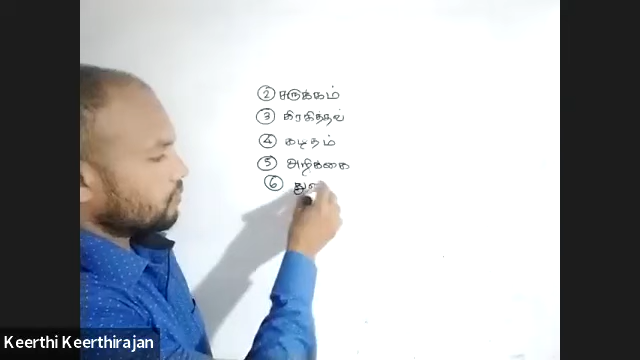 ② சுருக்கம்
③ கிரகித்தல்
④ கடிதம்
⑤ அறிக்கை
⑥
Keerthi Keerthirajan